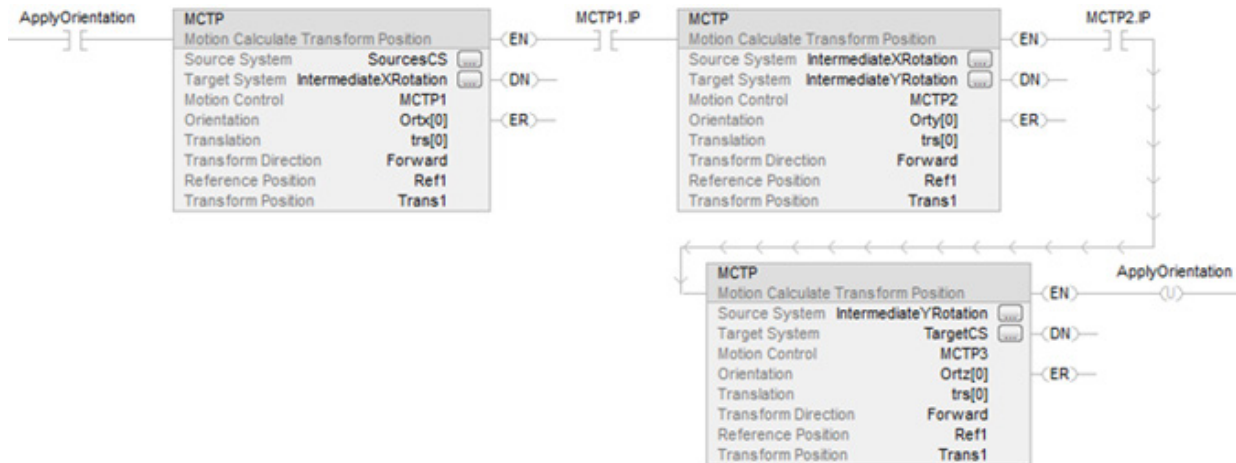 ApplyOrientation
MCTP
Motion Calculate Transform Position
Source System SourcesCS ...
Target System IntermediateXRotation ...
Motion Control MCTP1
Orientation Ortx[0]
Translation trs[0]
Transform Direction Forward
Reference Position Ref1
Transform Position Trans1
EN
DN
ER
MCTP1.IP
MCTP
Motion Calculate Transform Position
Source System IntermediateXRotation ...
Target System IntermediateYRotation ...
Motion Control MCTP2
Orientation Orty[0]
Translation trs[0]
Transform Direction Forward
Reference Position Ref1
Transform Position Trans1
EN
DN
ER
MCTP2.IP
MCTP
Motion Calculate Transform Position
Source System IntermediateYRotation ...
Target System TargetCS ...
Motion Control MCTP3
Orientation Ortz[0]
Translation trs[0]
Transform Direction Forward
Reference Position Ref1
Transform Position Trans1
EN
DN
ER
ApplyOrientation
U